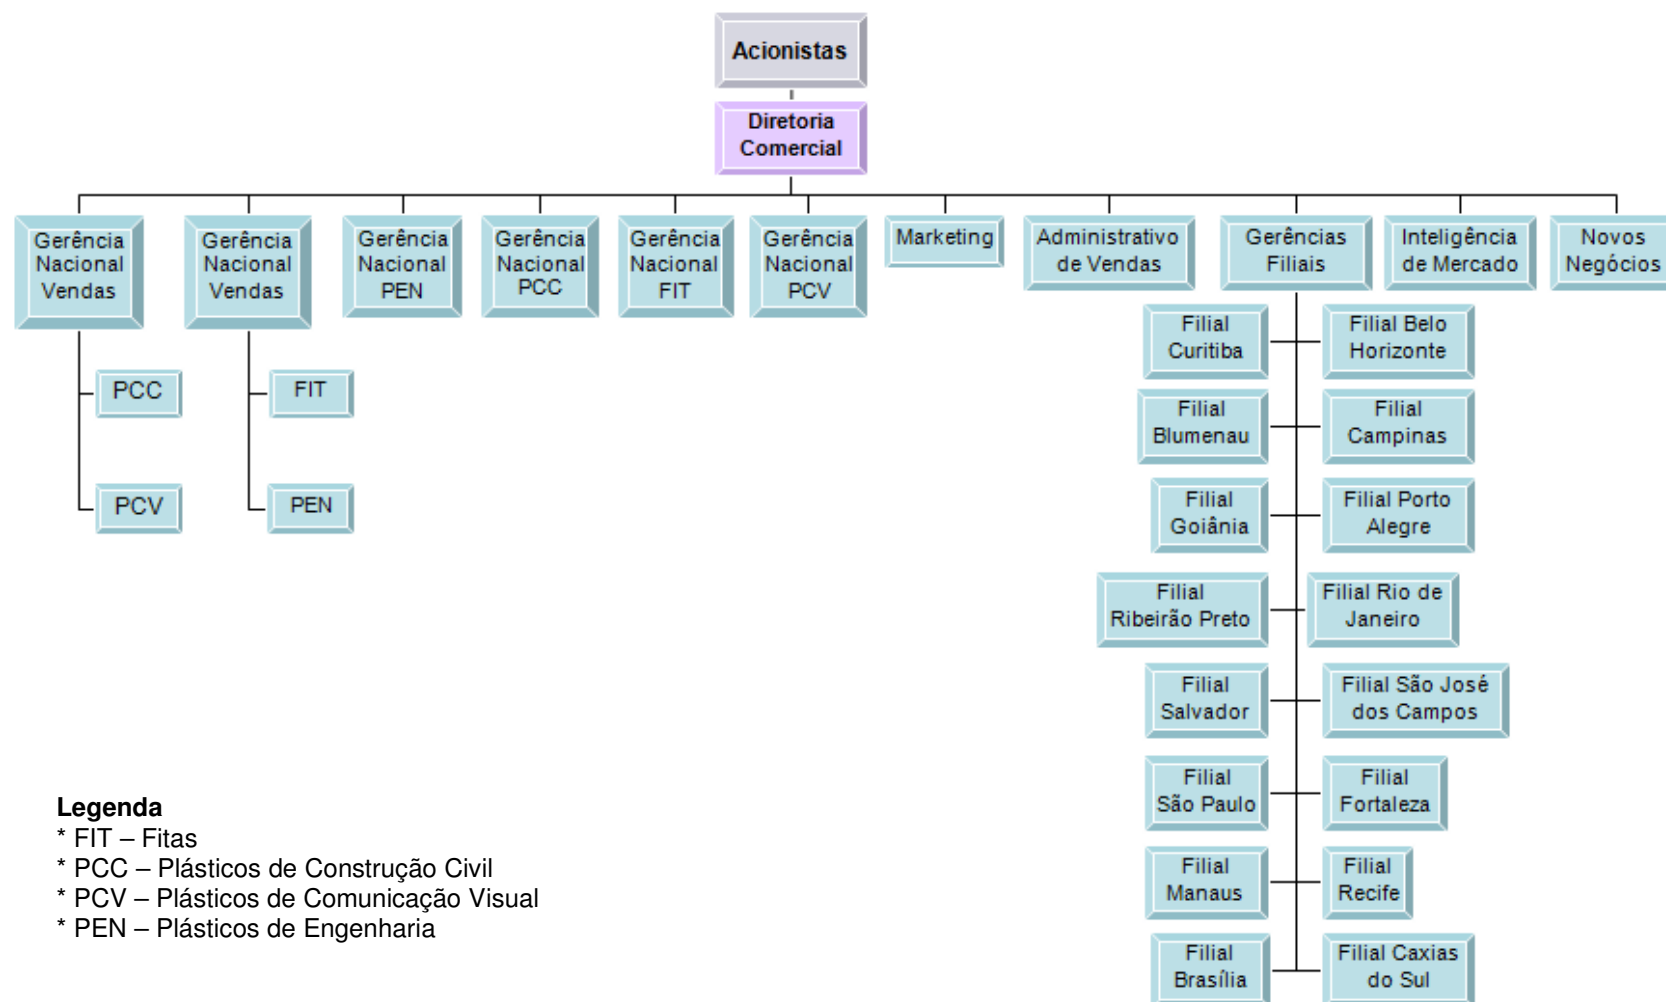 Acionistas
Diretoria
Comercial
Gerência
Nacional
Vendas
Gerência
Nacional
Vendas
Gerência
Nacional
PEN
Gerência
Nacional
PCC
Gerência
Nacional
FIT
Gerência
Nacional
PCV
Marketing
Administrativo
de Vendas
Gerências
Filiais
Inteligência
de Mercado
Novos
Negócios
PCC
PCV
FIT
PEN
Filial
Curitiba
Filial Belo
Horizonte
Filial
Blumenau
Filial
Campinas
Filial
Goiânia
Filial Porto
Alegre
Filial
Ribeirão Preto
Filial Rio de
Janeiro
Filial
Salvador
Filial São José
dos Campos
Filial
São Paulo
Filial
Fortaleza
Filial
Manaus
Filial
Recife
Filial
Brasília
Filial Caxias
do Sul
Legenda
* FIT – Fitas
* PCC – Plásticos de Construção Civil
* PCV – Plásticos de Comunicação Visual
* PEN – Plásticos de Engenharia